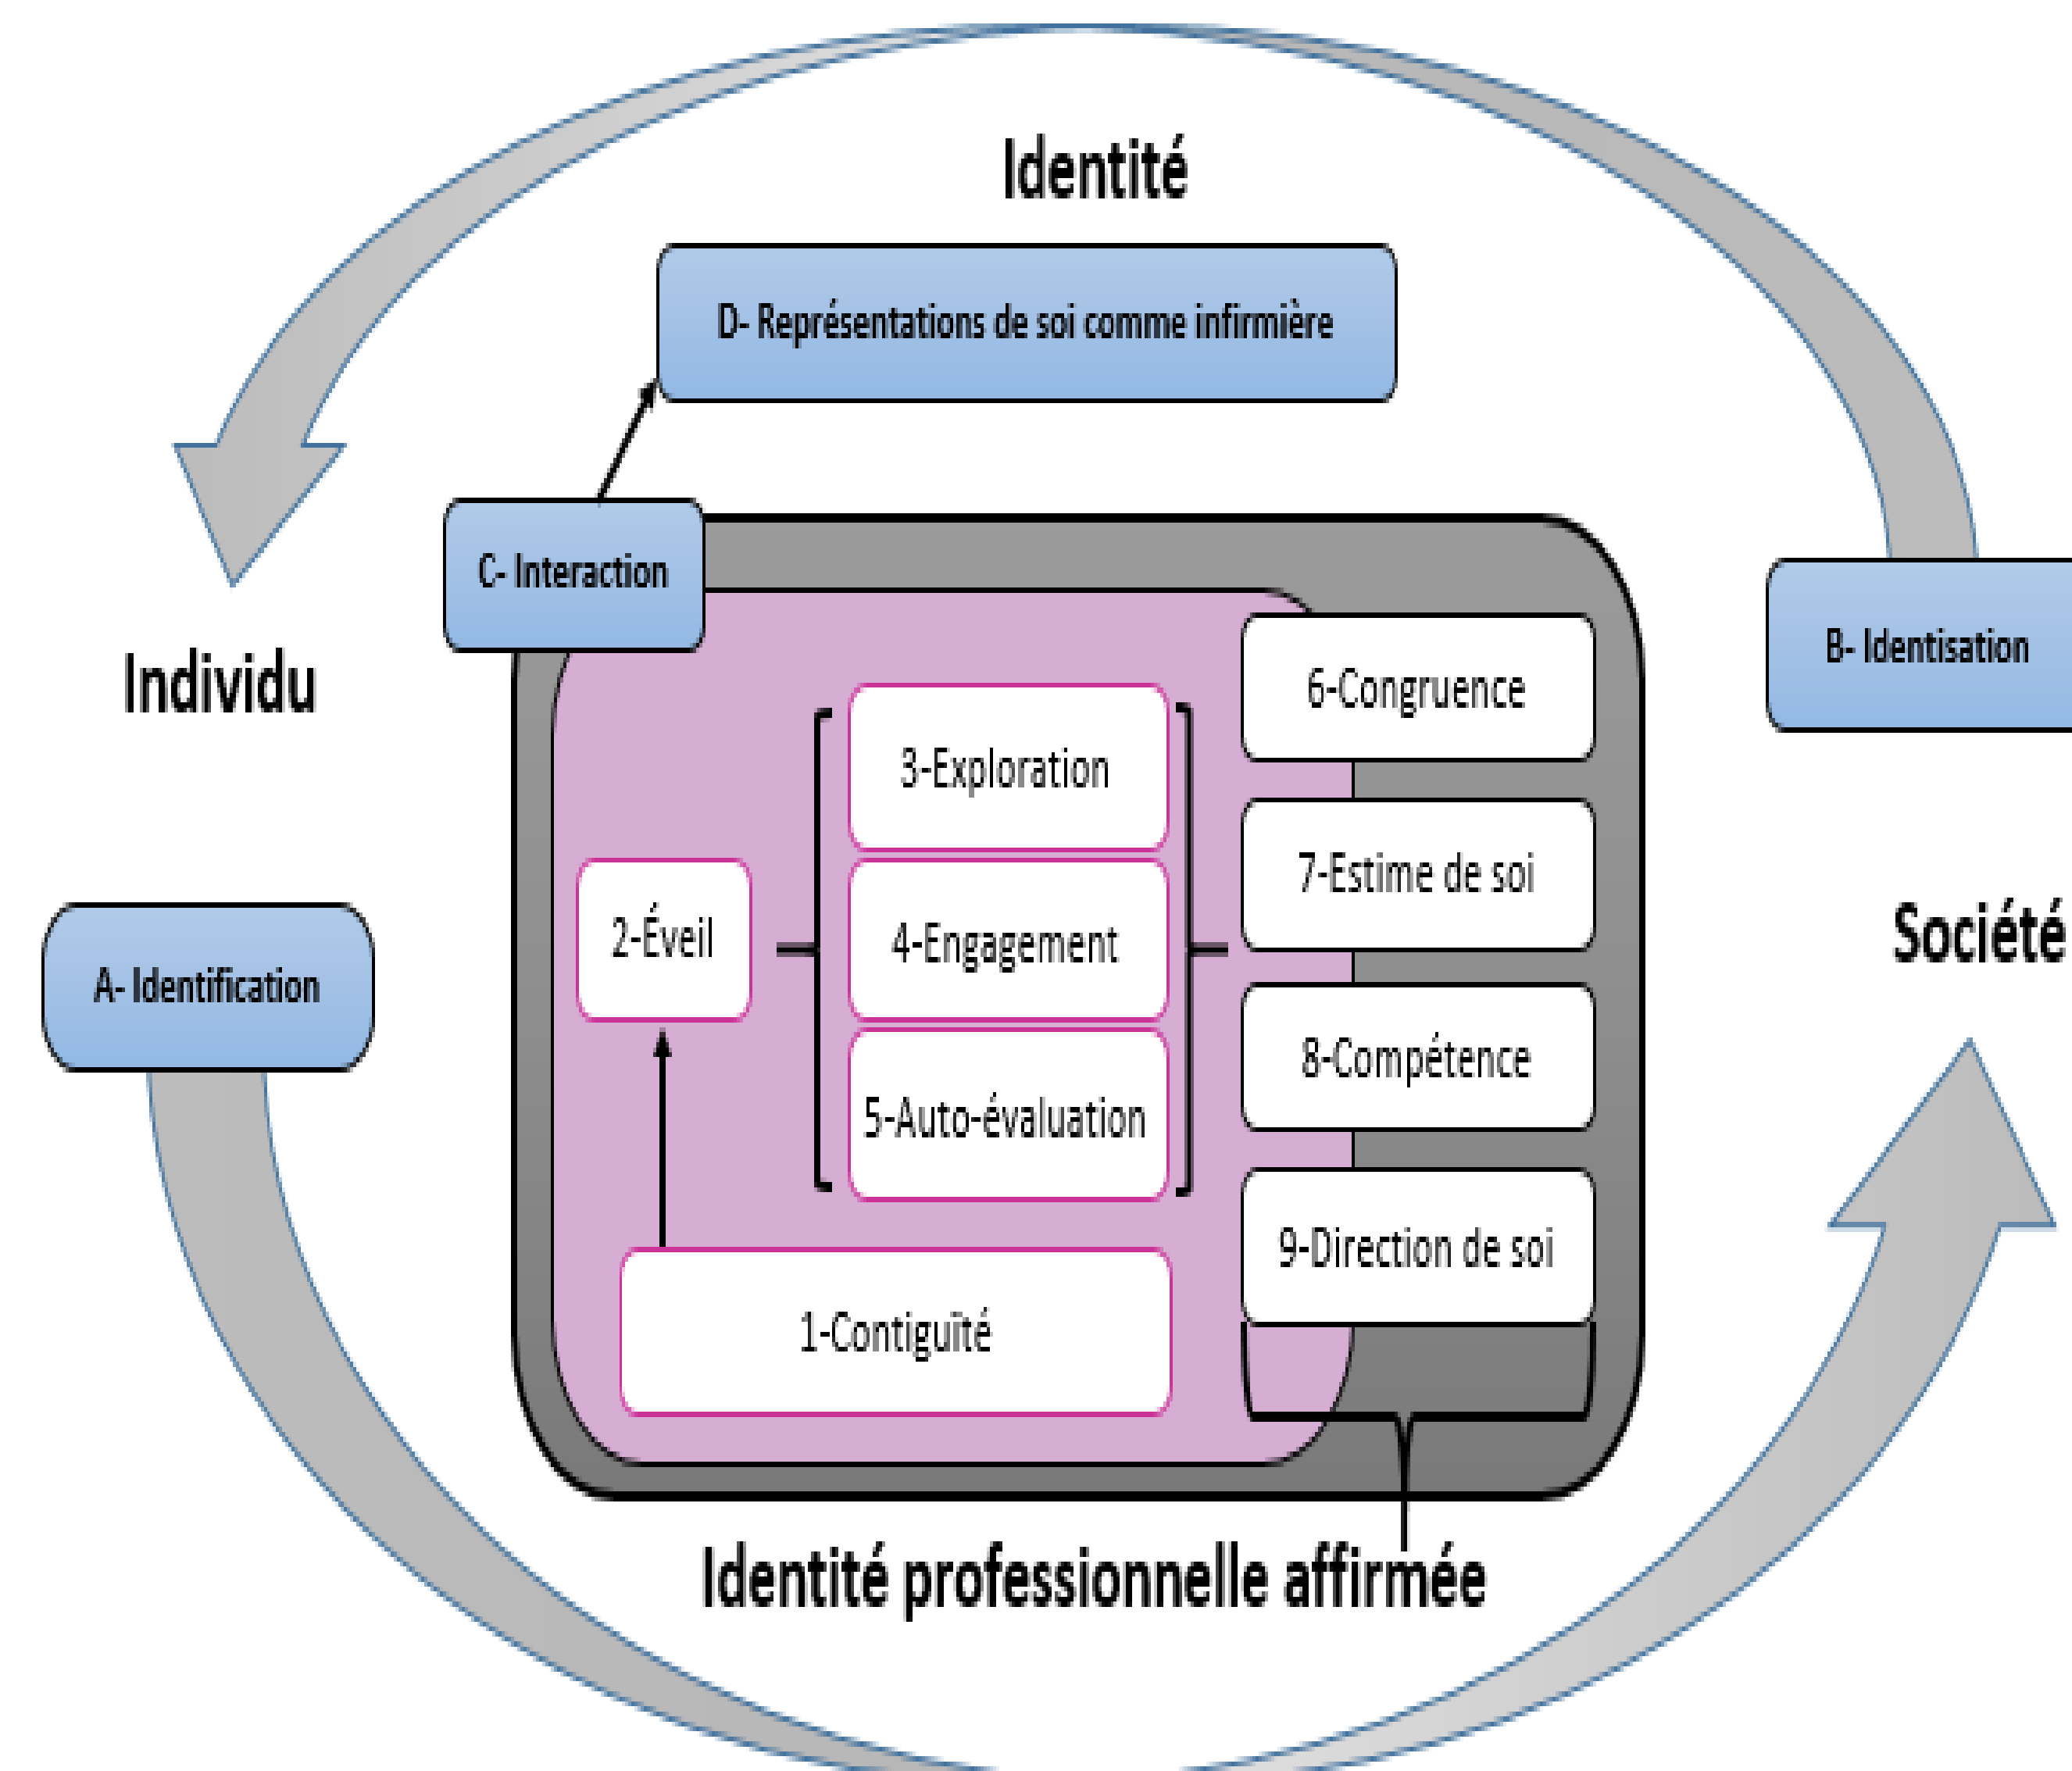 Identité
D- Représentations de soi comme infirmière
C- Interaction
Individu
A- Identification
B- Identisation
Société
6-Congruence
3-Exploration
7-Estime de soi
2-Éveil
4-Engagement
8-Compétence
5-Auto-évaluation
9-Direction de soi
1-Contiguïté
Identité professionnelle affirmée